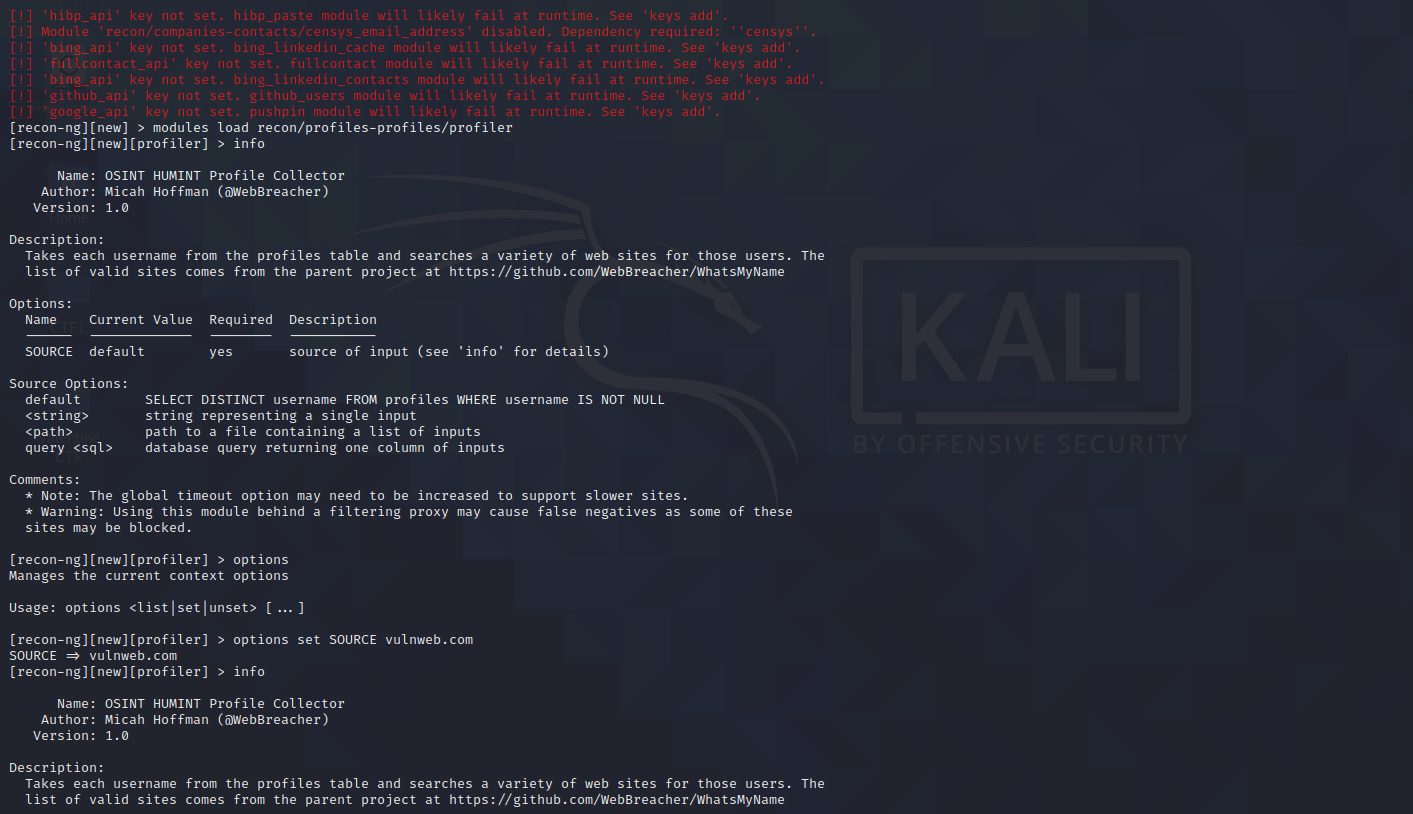 [!] 'hibp_api' key not set. hibp_paste module will likely fail at runtime. See 'keys add'.
[!] Module 'recon/companies-contacts/censys_email_address' disabled. Dependency required: ''censys''.
[!] 'bing_api' key not set. bing_linkedin_cache module will likely fail at runtime. See 'keys add'.
[!] 'fullcontact_api' key not set. fullcontact module will likely fail at runtime. See 'keys add'.
[!] 'bing_api' key not set. bing_linkedin_contacts module will likely fail at runtime. See 'keys add'.
[!] 'github_api' key not set. github_users module will likely fail at runtime. See 'keys add'.
[!] 'google_api' key not set. pushpin module will likely fail at runtime. See 'keys add'.
[recon-ng][new] > modules load recon/profiles-profiles/profiler
[recon-ng][new][profiler] > info
Name: OSINT HUMINT Profile Collector
Author: Micah Hoffman (@WebBreacher)
Version: 1.0
Description:
Takes each username from the profiles table and searches a variety of web sites for those users. The
list of valid sites comes from the parent project at https://github.com/WebBreacher/WhatsMyName
Options:
Name Current Value Required Description
SOURCE default yes source of input (see 'info' for details)
Source Options:
default SELECT DISTINCT username FROM profiles WHERE username IS NOT NULL
<string> string representing a single input
<path> path to a file containing a list of inputs
query <sql> database query returning one column of inputs
Comments:
* Note: The global timeout option may need to be increased to support slower sites.
* Warning: Using this module behind a filtering proxy may cause false negatives as some of these
sites may be blocked.
[recon-ng][new][profiler] > options
Manages the current context options
Usage: options <list|set|unset> [...]
[recon-ng][new][profiler] > options set SOURCE vulnweb.com
SOURCE => vulnweb.com
[recon-ng][new][profiler] > info
Name: OSINT HUMINT Profile Collector
Author: Micah Hoffman (@WebBreacher)
Version: 1.0
Description:
Takes each username from the profiles table and searches a variety of web sites for those users. The
list of valid sites comes from the parent project at https://github.com/WebBreacher/WhatsMyName
KALI
BY OFFENSIVE SECURITY